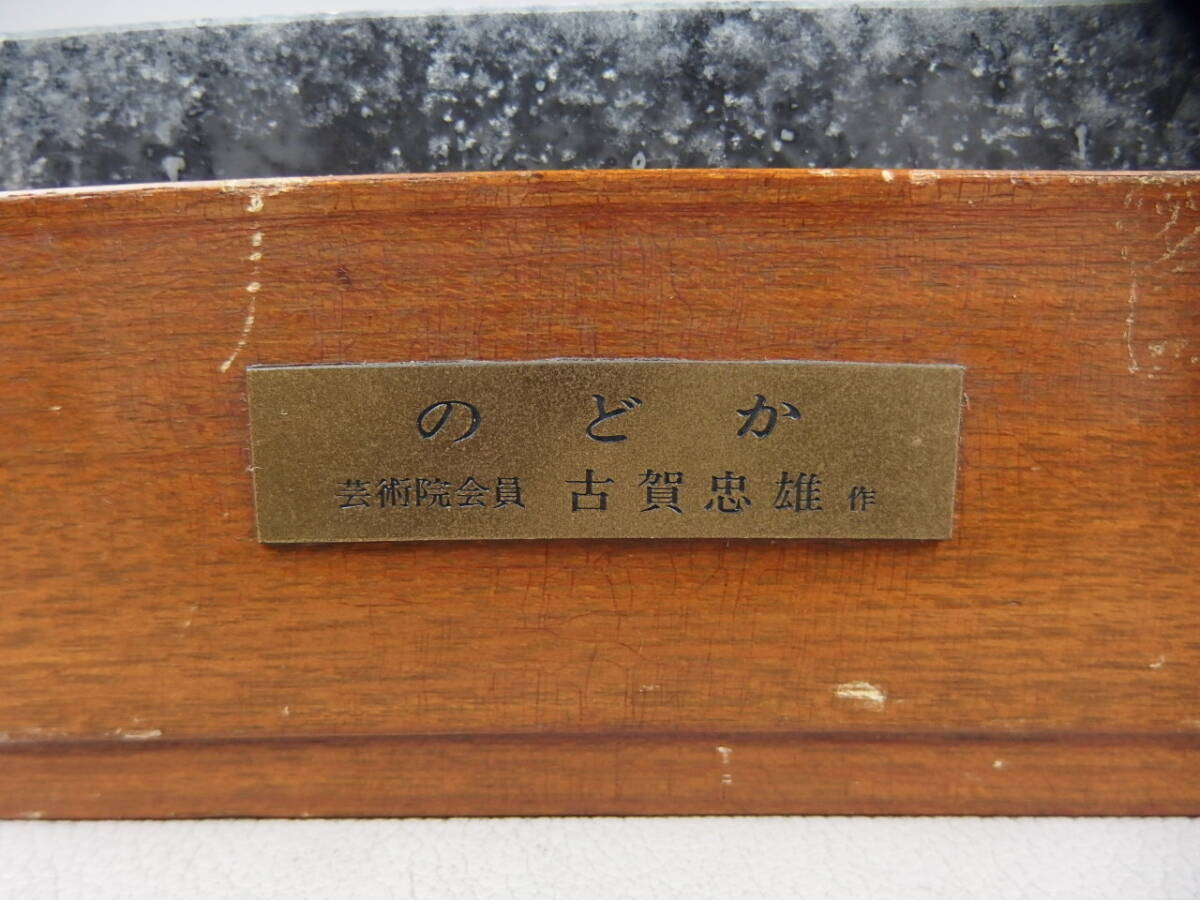 のどか
芸術院会員 古賀忠雄 作